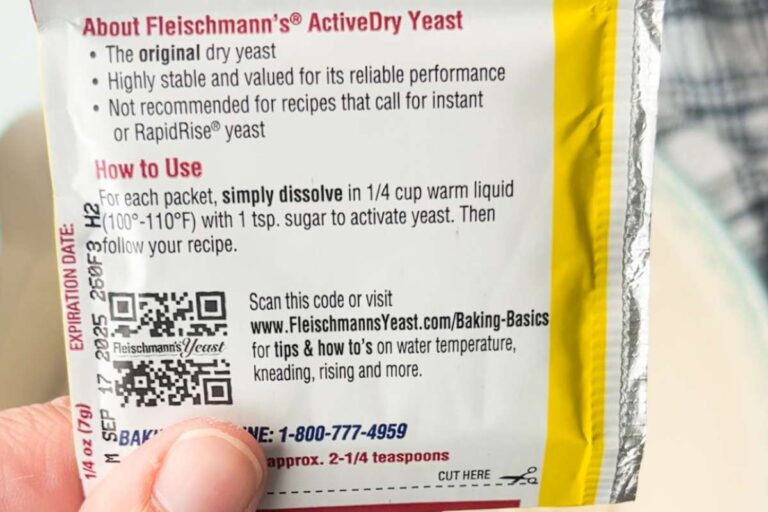 About Fleischmann's® ActiveDry Yeast
• The original dry yeast
• Highly stable and valued for its reliable performance
• Not recommended for recipes that call for instant
or RapidRise® yeast
How to Use
For each packet, simply dissolve in 1/4 cup warm liquid
(100°-110°F) with 1 tsp. sugar to activate yeast. Then
follow your recipe.
Scan this code or visit
www.FleischmannsYeast.com/Baking-Basics
for tips & how to's on water temperature,
kneading, rising and more.
Fleischmann's Yeast
1-800-777-4959
approx. 2-1/4 teaspoons
CUT HERE
EXPIRATION DATE:
M SEP 17 2025 260F3 H2
1/4 oz (7g)